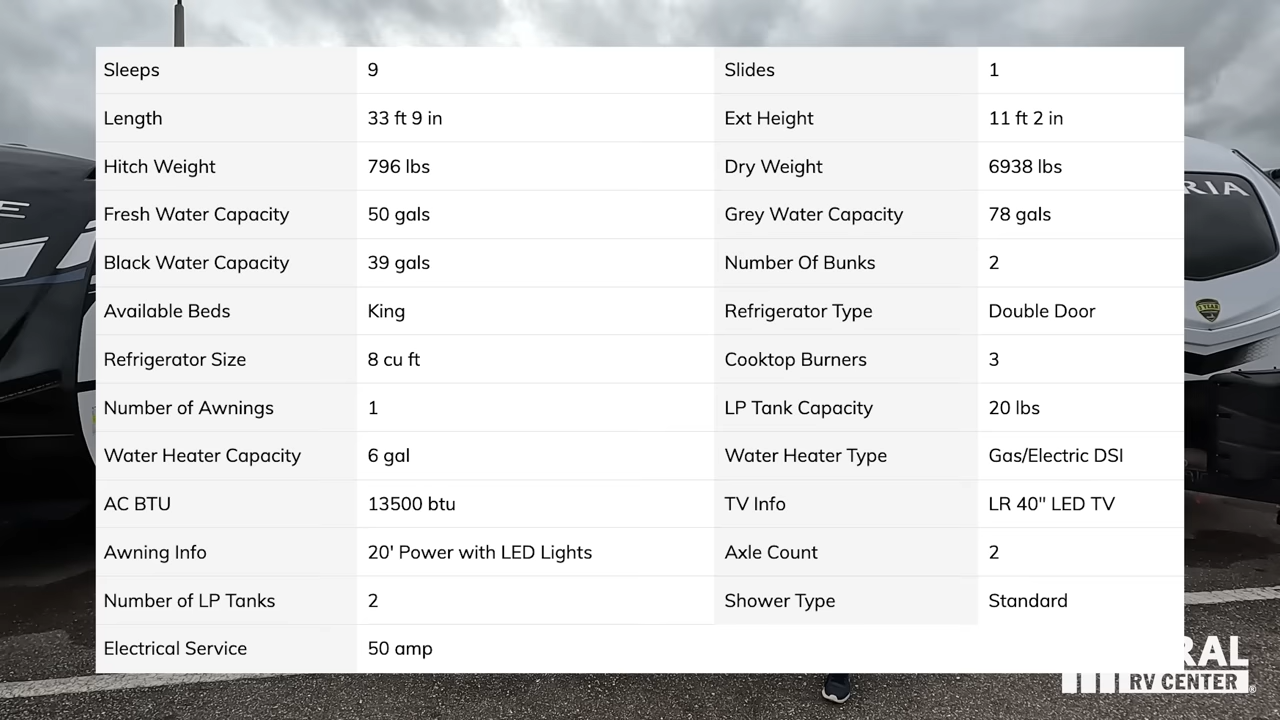 Sleeps 9 Slides 1
Length 33 ft 9 in Ext Height 11 ft 2 in
Hitch Weight 796 lbs Dry Weight 6938 lbs
Fresh Water Capacity 50 gals Grey Water Capacity 78 gals
Black Water Capacity 39 gals Number Of Bunks 2
Available Beds King Refrigerator Type Double Door
Refrigerator Size 8 cu ft Cooktop Burners 3
Number of Awnings 1 LP Tank Capacity 20 lbs
Water Heater Capacity 6 gal Water Heater Type Gas/Electric DSI
AC BTU 13500 btu TV Info LR 40" LED TV
Awning Info 20' Power with LED Lights Axle Count 2
Number of LP Tanks 2 Shower Type Standard
Electrical Service 50 amp
RIA
RAL
RV CENTER®